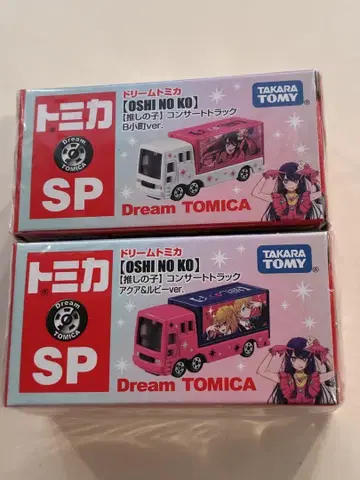 トミカ
Dream
TOMICA
SP
ドリームトミカ
【OSHI NO KO】
【推しの子】コンサートトラック
B小町ver.
Dream TOMICA
TAKARA
TOMY
トミカ
Dream
TOMICA
SP
ドリームトミカ
【OSHI NO KO】
【推しの子】コンサートトラック
アクア&ルビーver.
Dream TOMICA
TAKARA
TOMY